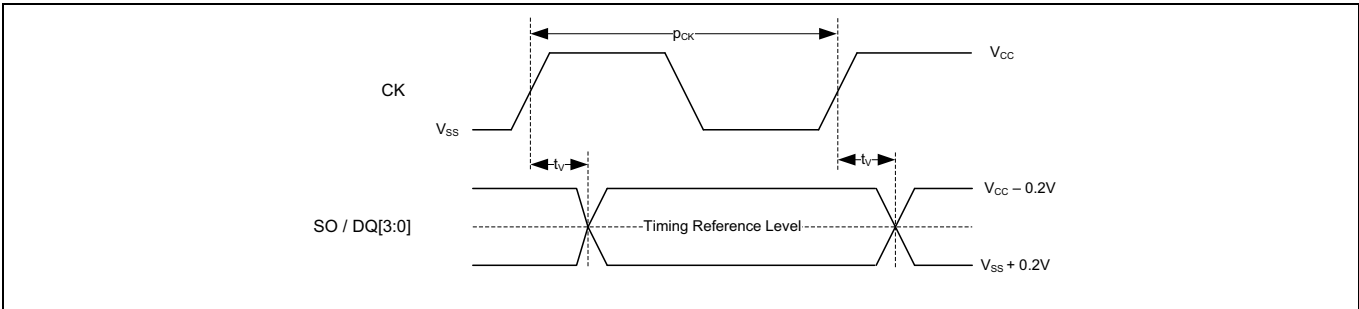 pCK
VCC
CK
VSS
tV
tV
VCC – 0.2V
SO / DQ[3:0]
Timing Reference Level
VSS + 0.2V